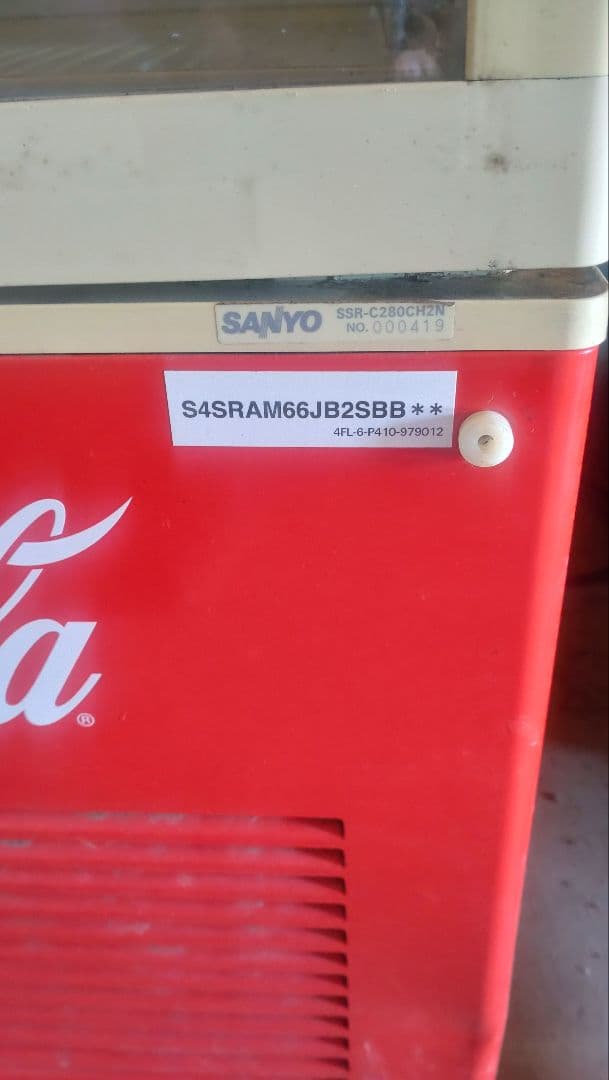 SANYO SSR-C280CH2N
NO. 000419
S4SRAM66JB2SBB**
4FL-6-P410-979012
a®